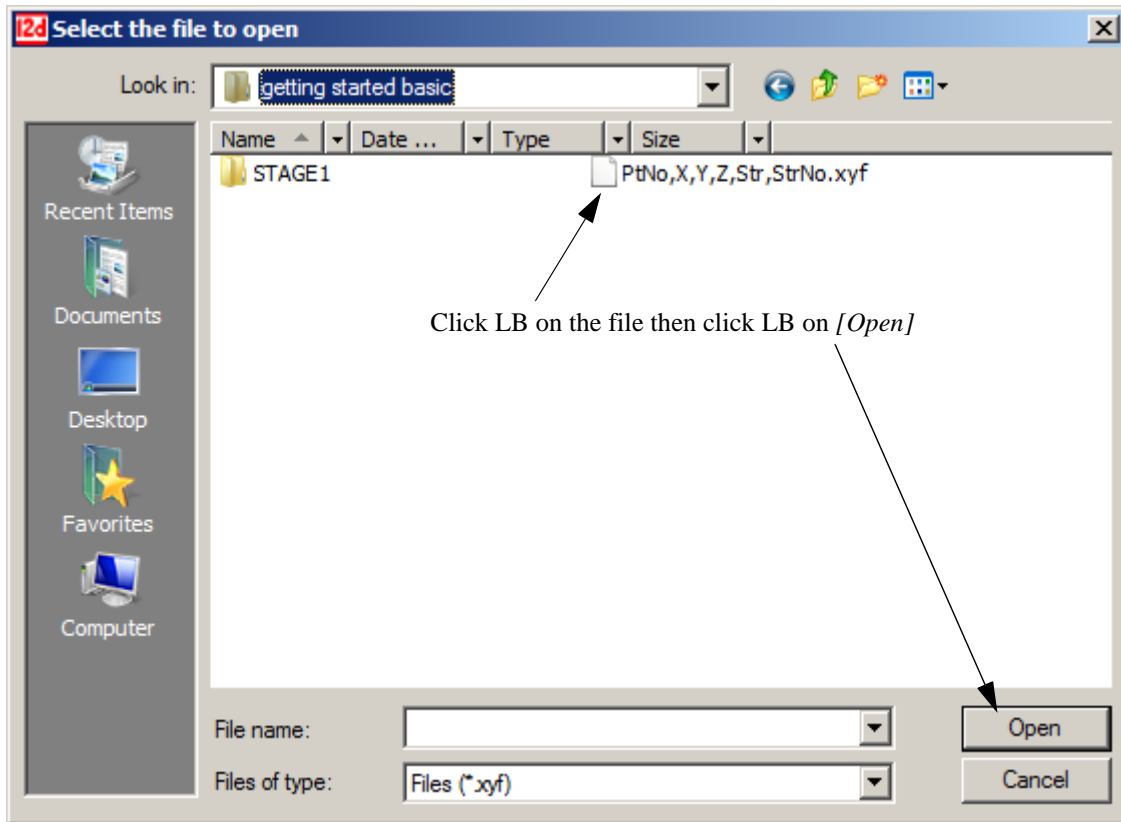 12d Select the file to open
Look in: getting started basic
Name Date ... Type Size
STAGE1 PtNo,X,Y,Z,Str,StrNo.xyf
Recent Items
Click LB on the file then click LB on [Open]
Documents
Desktop
Favorites
Computer
File name: Open
Files of type: Files (*.xyf) Cancel